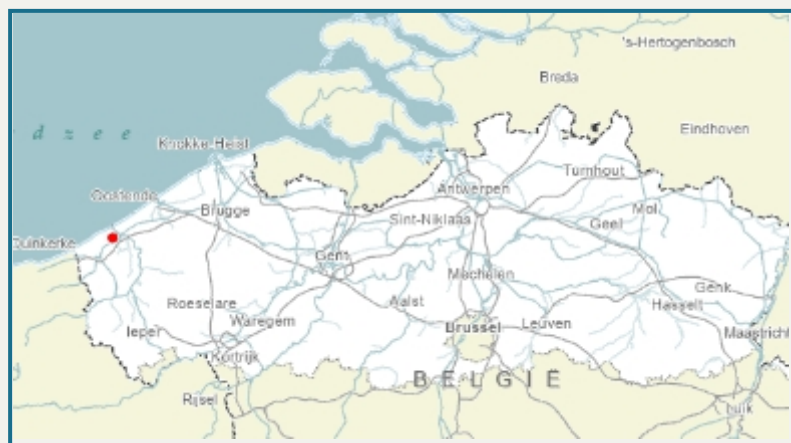 's-Hertogenbosch
Breda
Eindhoven
d z e e
Knokke-Heist
Turnhout
Antwerpen
Oostende
Mol
Brugge
Sint-Niklaas
Geel
Duinkerke
Gent
Mechelen
Genk
Aalst
Hasselt
Roeselare
Waregem
Brussel
Leuven
Ieper
Maastricht
Kortrijk
BELGIË
Rijsel
Luik